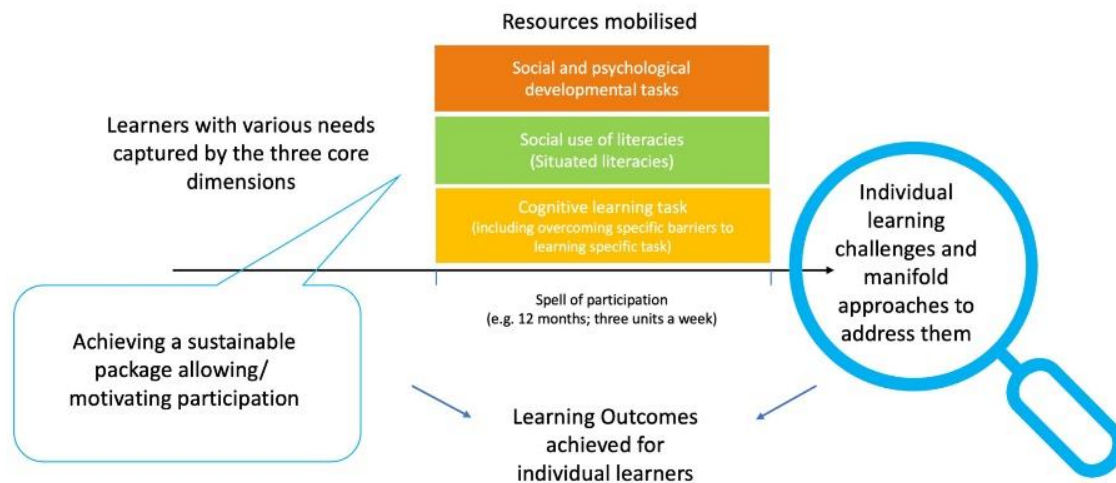 Resources mobilised
Social and psychological
developmental tasks
Learners with various needs
captured by the three core
dimensions
Social use of literacies
(Situated literacies)
Cognitive learning task
(including overcoming specific barriers to
learning specific task)
Individual
learning
challenges and
manifold
approaches to
address them
Spell of participation
(e.g. 12 months; three units a week)
Achieving a sustainable
package allowing/
motivating participation
Learning Outcomes
achieved for
individual learners